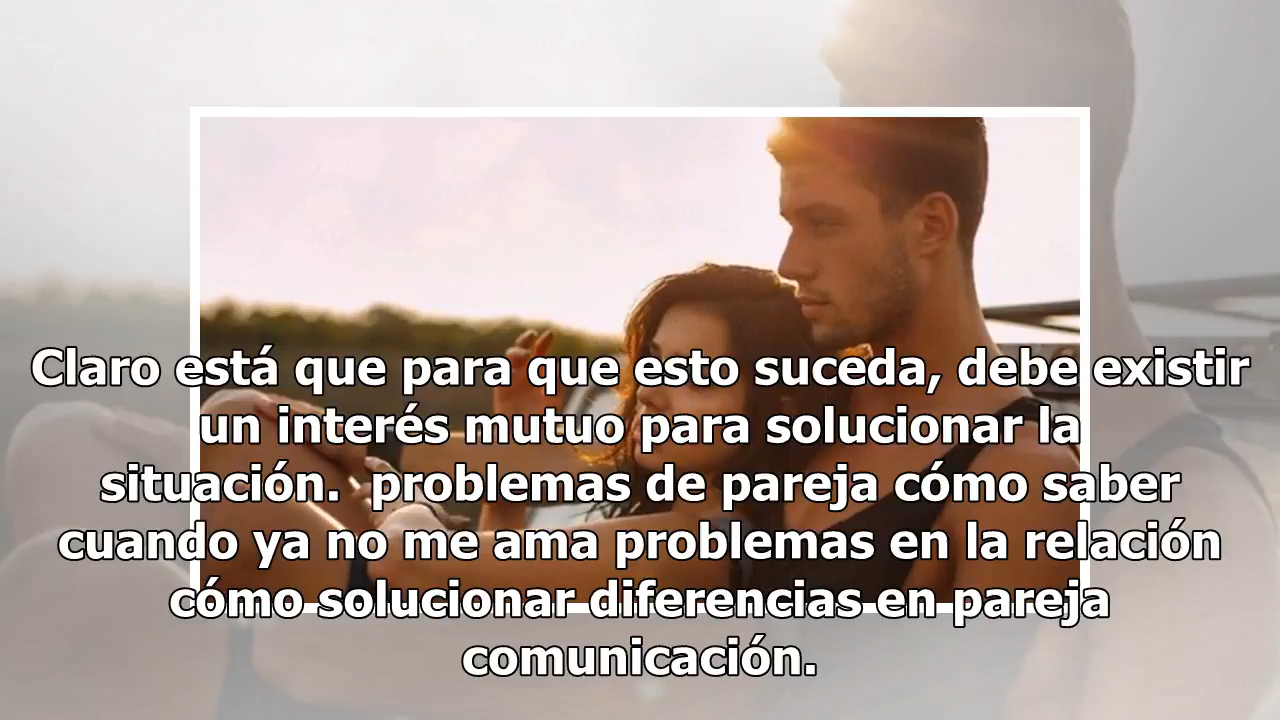 Claro está que para que esto suceda, debe existir
un interés mutuo para solucionar la
situación.  problemas de pareja cómo saber
cuando ya no me ama problemas en la relación
cómo solucionar diferencias en pareja
comunicación.